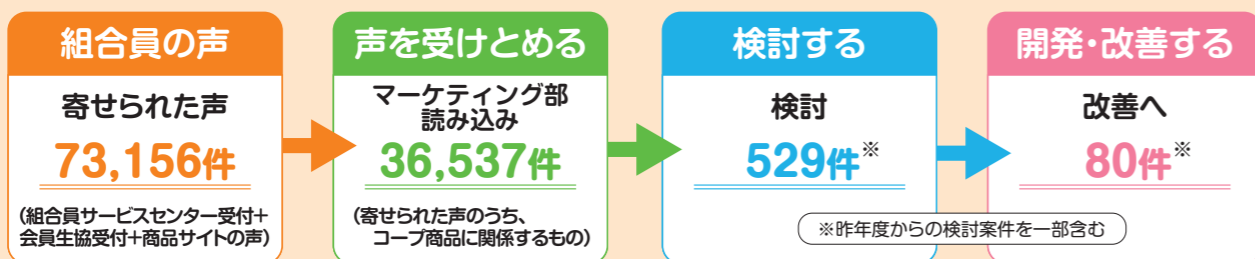 組合員の声
寄せられた声
73,156件
（組合員サービスセンター受付＋
会員生協受付＋商品サイトの声）
声を受けとめる
マーケティング部
読み込み
36,537件
（寄せられた声のうち、
コープ商品に関係するもの）
検討する
検討
529件※
開発・改善する
改善へ
80件※
※昨年度からの検討案件を一部含む